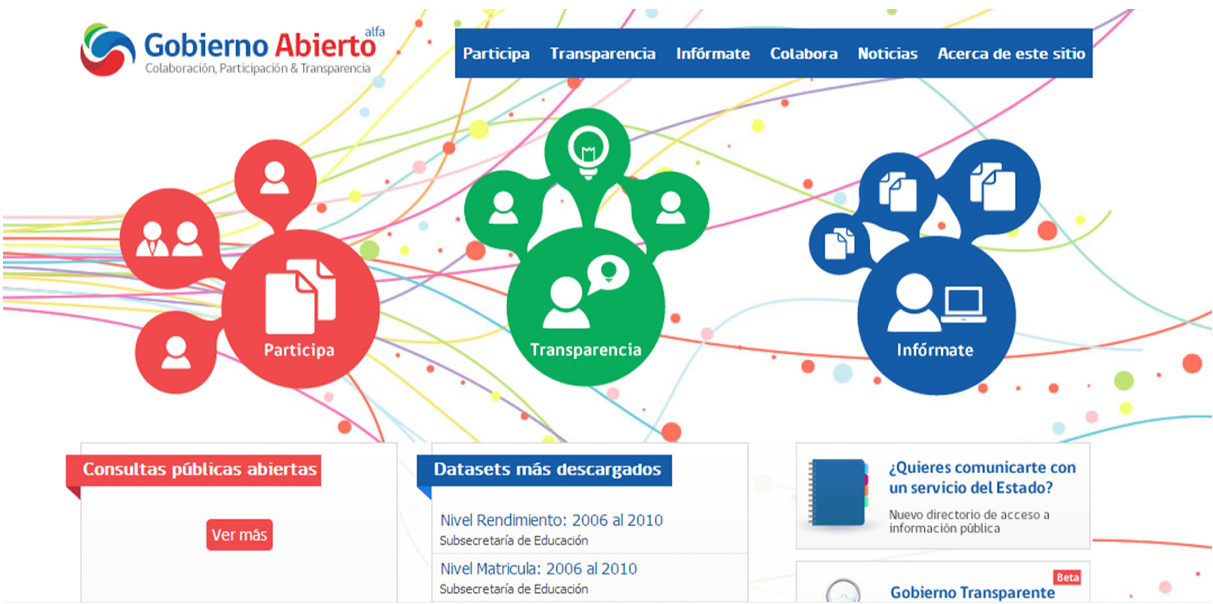 Gobierno Abierto alfa
Colaboración, Participación & Transparencia
Participa Transparencia Infórmate Colabora Noticias Acerca de este sitio
Participa
Transparencia
Infórmate
Consultas públicas abiertas
Ver más
Datasets más descargados
Nivel Rendimiento: 2006 al 2010
Subsecretaría de Educación
Nivel Matricula: 2006 al 2010
Subsecretaría de Educación
¿Quieres comunicarte con
un servicio del Estado?
Nuevo directorio de acceso a
información pública
Beta
Gobierno Transparente